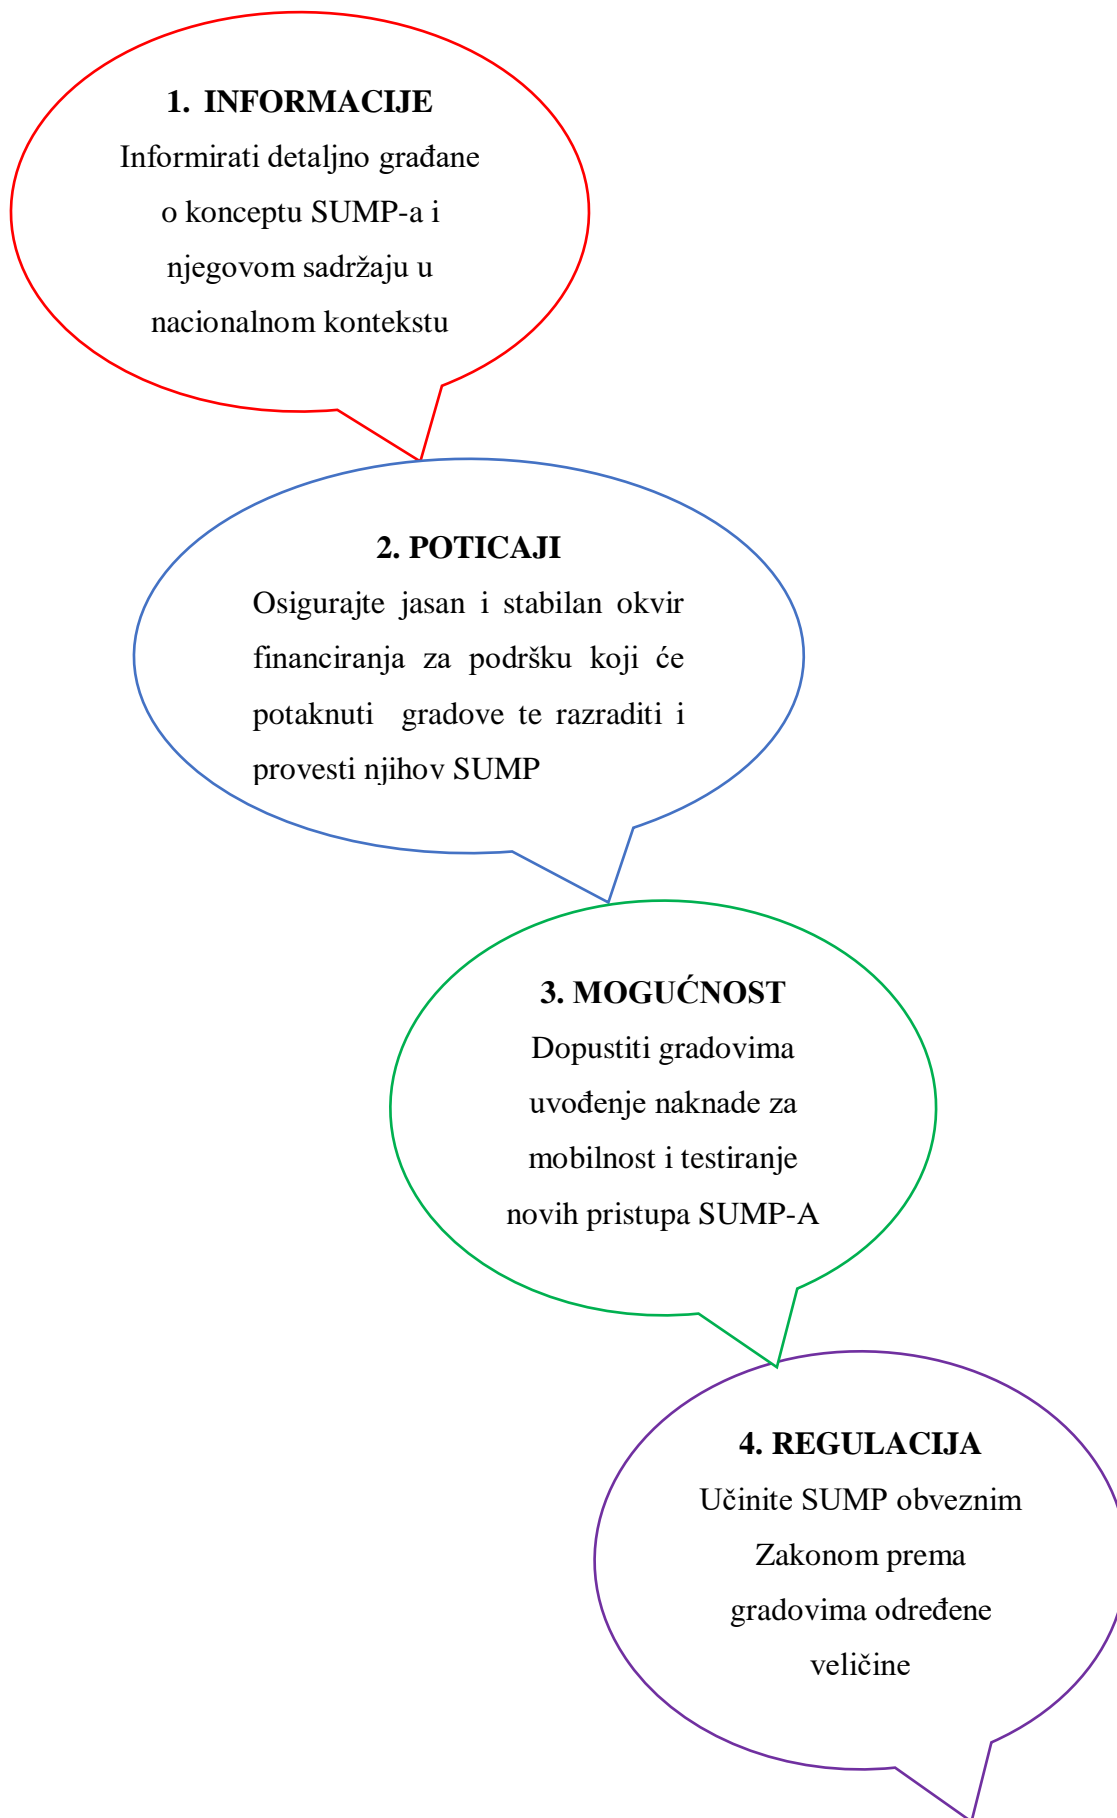 1. INFORMACIJE
Informirati detaljno građane
o konceptu SUMP-a i
njegovom sadržaju u
nacionalnom kontekstu
2. POTICAJI
Osigurajte jasan i stabilan okvir
financiranja za podršku koji će
potaknuti gradove te razraditi i
provesti njihov SUMP
3. MOGUĆNOST
Dopustiti gradovima
uvođenje naknade za
mobilnost i testiranje
novih pristupa SUMP-A
4. REGULACIJA
Učinite SUMP obveznim
Zakonom prema
gradovima određene
veličine